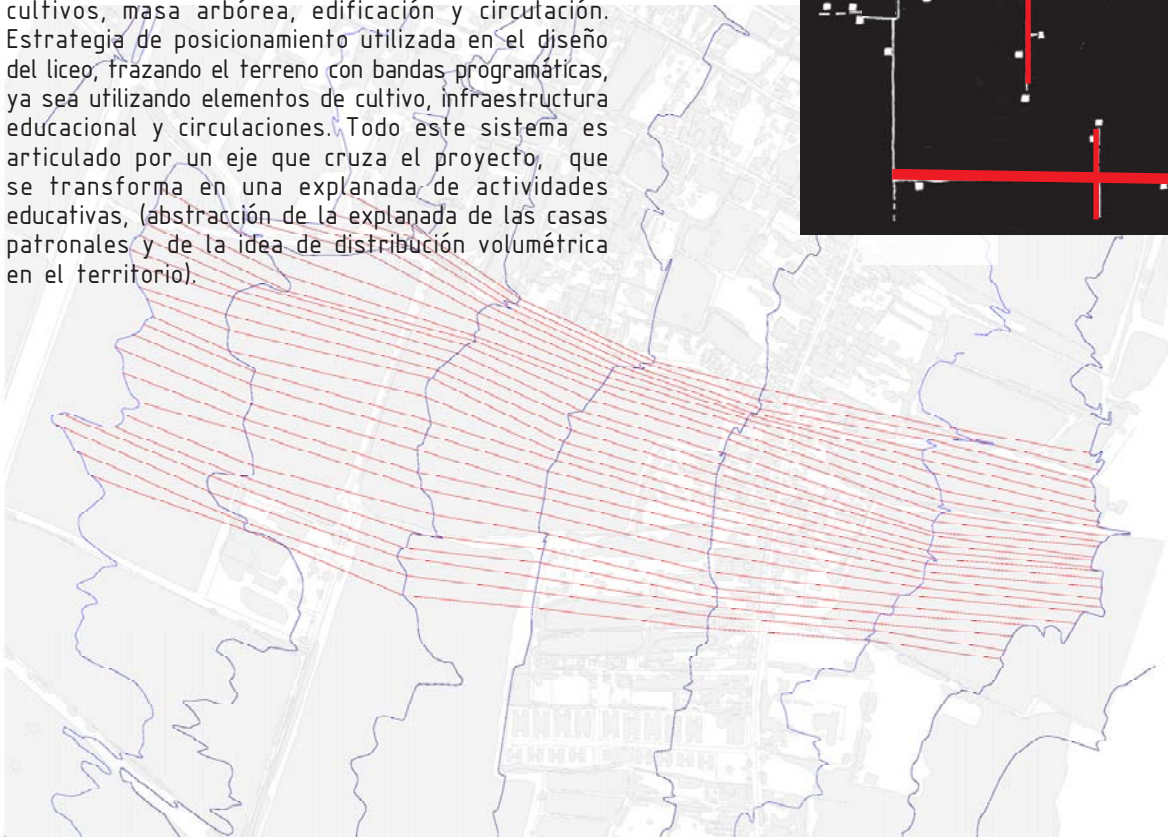 cultivos, masa arbórea, edificación y circulación.
Estrategia de posicionamiento utilizada en el diseño
del liceo, trazando el terreno con bandas programáticas,
ya sea utilizando elementos de cultivo, infraestructura
educacional y circulaciones. Todo este sistema es
articulado por un eje que cruza el proyecto, que
se transforma en una explanada de actividades
educativas, (abstracción de la explanada de las casas
patronales y de la idea de distribución volumétrica
en el territorio).